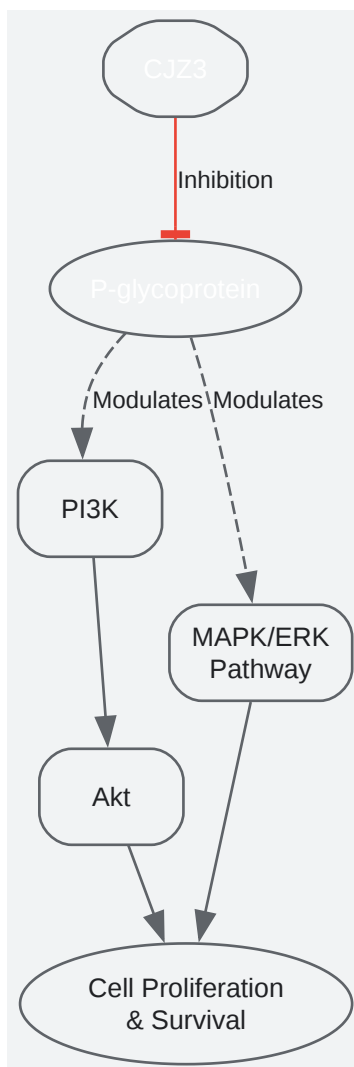 CJZ3
Inhibition
P-glycoprotein
Modulates
Modulates
PI3K
MAPK/ERK
Pathway
Akt
Cell Proliferation
& Survival